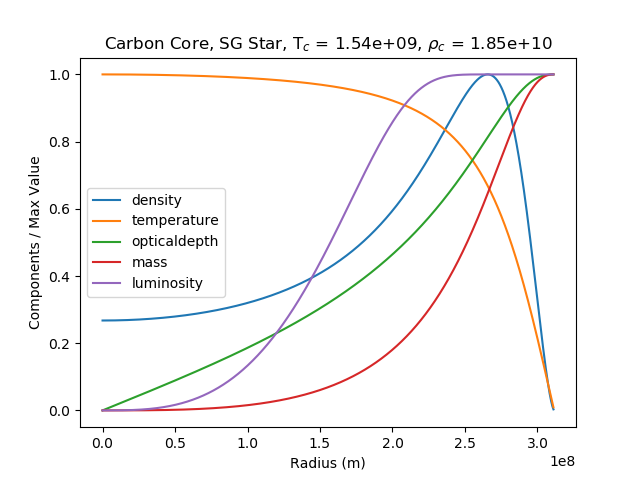 Carbon Core, SG Star, T_c = 1.54e+09, ρ_c = 1.85e+10
Components / Max Value
1.0
0.8
0.6
0.4
0.2
0.0
density
temperature
opticaldepth
mass
luminosity
0.0 0.5 1.0 1.5 2.0 2.5 3.0
1e8
Radius (m)